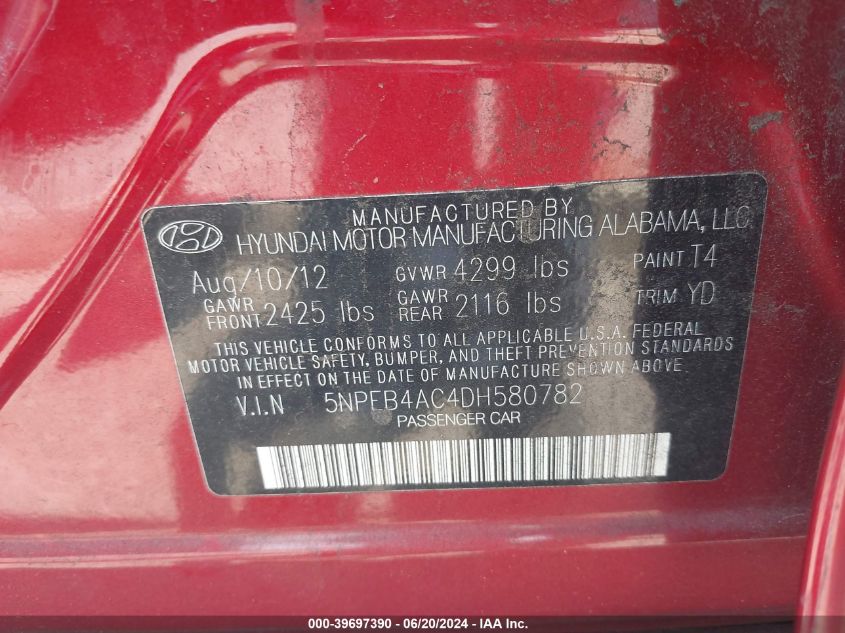 MANUFACTURED BY
HYUNDAI MOTOR MANUFACTURING ALABAMA, LLC
Aug/10/12 GVWR 4299 lbs PAINT T4
GAWR FRONT 2425 lbs GAWR REAR 2116 lbs TRIM YD
THIS VEHICLE CONFORMS TO ALL APPLICABLE U.S.A. FEDERAL
MOTOR VEHICLE SAFETY, BUMPER, AND THEFT PREVENTION STANDARDS
IN EFFECT ON THE DATE OF MANUFACTURE SHOWN ABOVE.
V.I.N 5NPEB4AC4DH580782
PASSENGER CAR
000-39697390 - 06/20/2024 - IAA Inc.